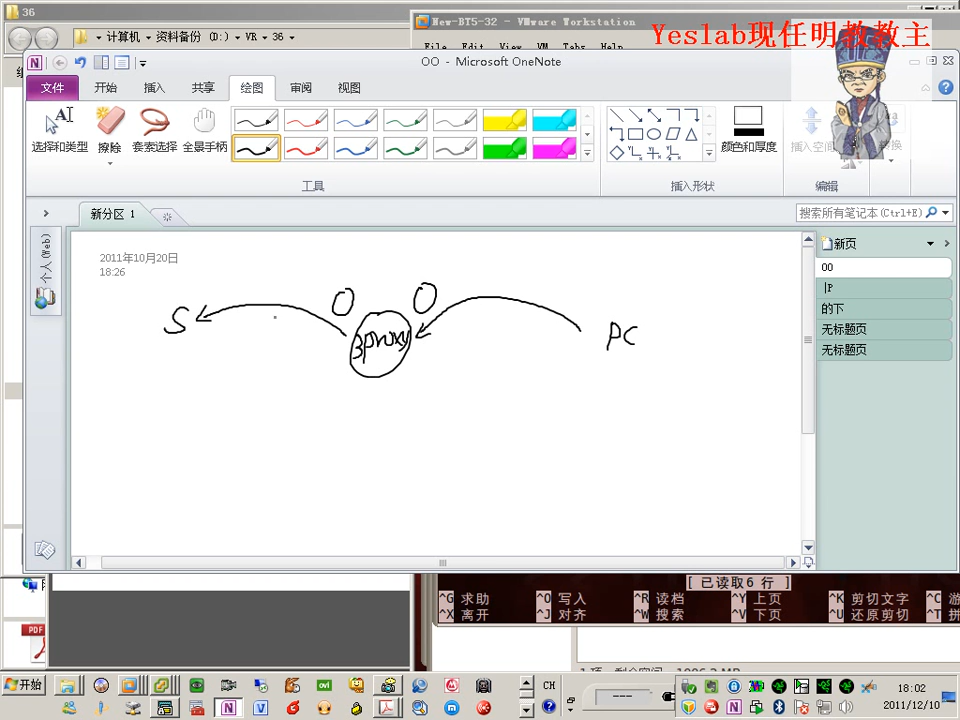 36
New-BT5-32 - VMware Workstation
Yeslab现任明教教主
计算机 资料备份 (D:) VR 36
File Edit View VM Tabs Help
OO - Microsoft OneNote
文件 开始 插入 共享 绘图 审阅 视图
选择和类型 擦除 套索选择 全景手柄
颜色和厚度
插入空间
转换
工具 插入形状 编辑
新分区 1
搜索所有笔记本(Ctrl+E)
个人(Web)
2011年10月20日
18:26
新页
OO
|P
的下
无标题页
无标题页
O O
S 3proxy PC
[ 已读取6 行 ]
^G 求助 ^O 写入 ^R 读档 ^Y 上页 ^K 剪切文字 ^C 游
^X 离开 ^J 对齐 ^W 搜索 ^V 下页 ^U 还原剪切 ^T 拼
PDF
开始
CH
18:02
2011/12/10